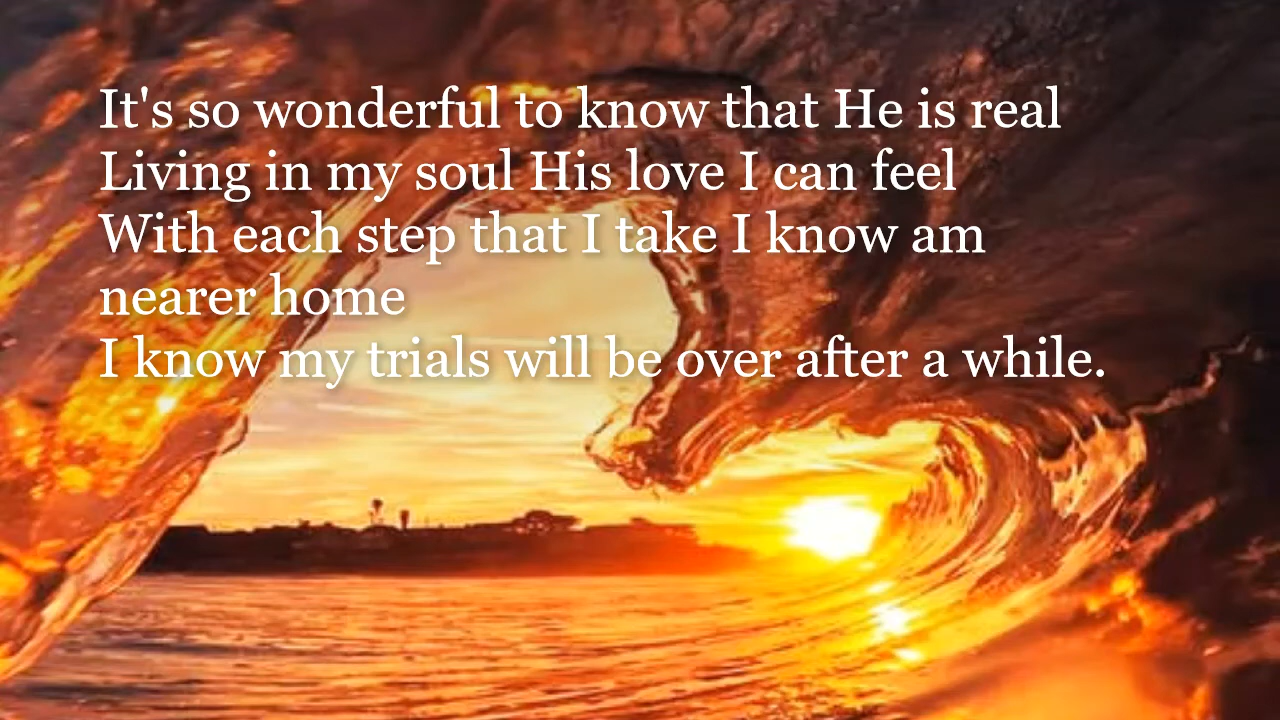 It's so wonderful to know that He is real
Living in my soul His love I can feel
With each step that I take I know am
nearer home
I know my trials will be over after a while.